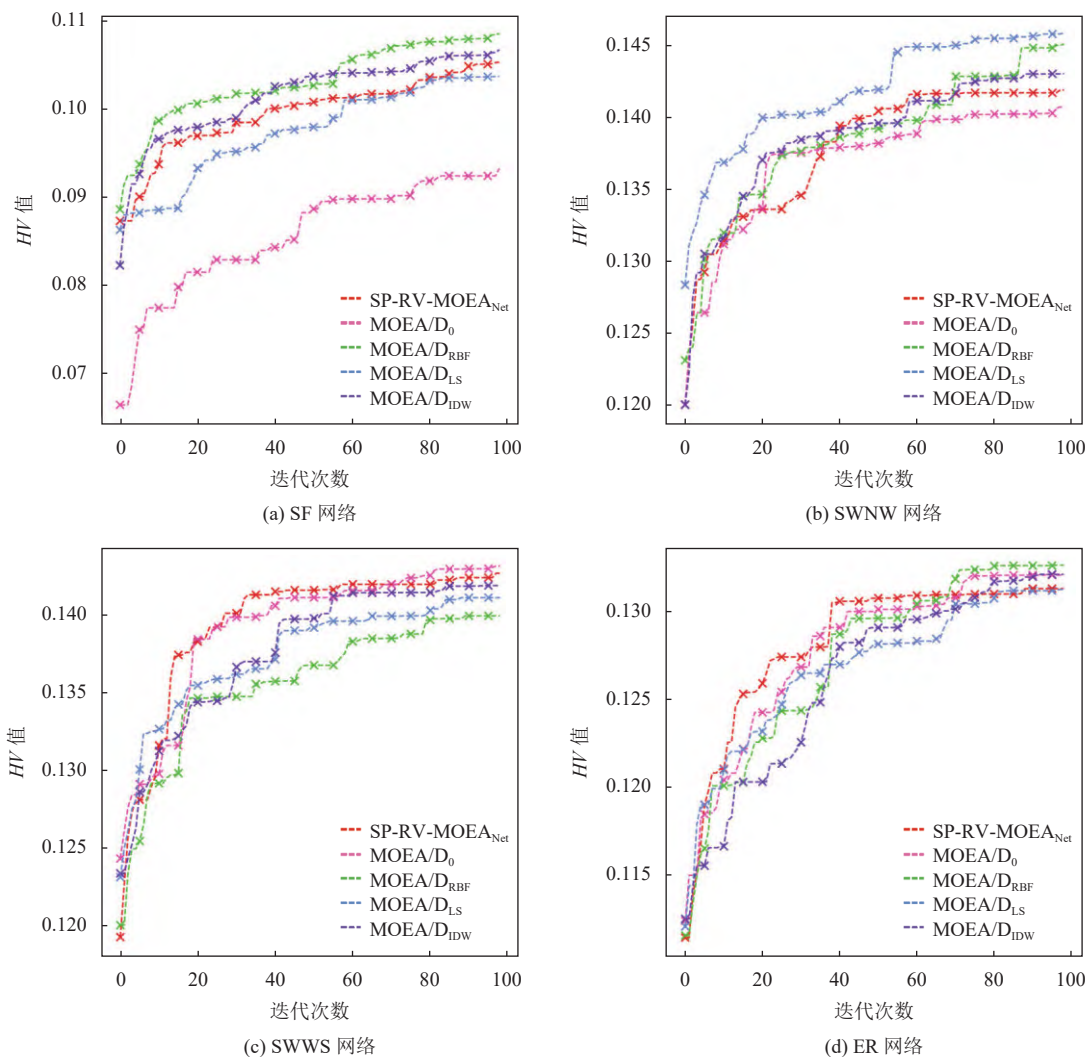 0.11
0.10
0.09
0.08
0.07
HV 值
SP-RV-MOEA_Net
MOEA/D_0
MOEA/D_RBF
MOEA/D_LS
MOEA/D_IDW
0 20 40 60 80 100
迭代次数
(a) SF 网络
0.145
0.140
0.135
0.130
0.125
0.120
HV 值
SP-RV-MOEA_Net
MOEA/D_0
MOEA/D_RBF
MOEA/D_LS
MOEA/D_IDW
0 20 40 60 80 100
迭代次数
(b) SWNW 网络
0.140
0.135
0.130
0.125
0.120
HV 值
SP-RV-MOEA_Net
MOEA/D_0
MOEA/D_RBF
MOEA/D_LS
MOEA/D_IDW
0 20 40 60 80 100
迭代次数
(c) SWWS 网络
0.130
0.125
0.120
0.115
HV 值
SP-RV-MOEA_Net
MOEA/D_0
MOEA/D_RBF
MOEA/D_LS
MOEA/D_IDW
0 20 40 60 80 100
迭代次数
(d) ER 网络